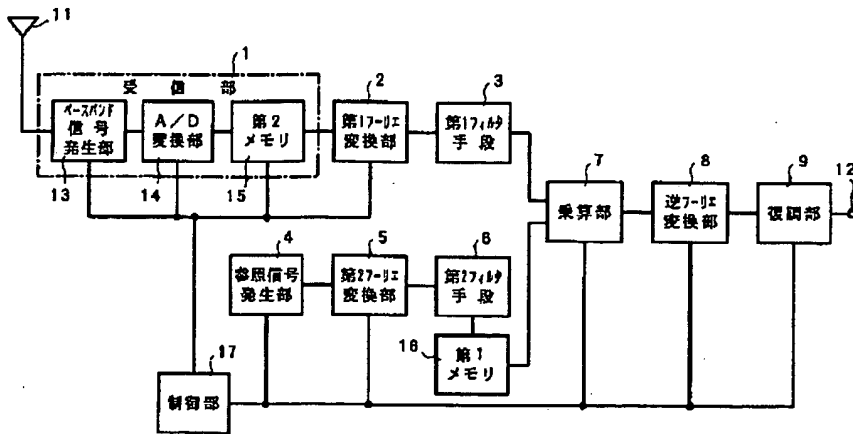 11
1
受信部
ベースバンド
信号
発生部
13
A/D
変換部
14
第2
メモリ
15
2
第1フーリエ
変換部
3
第1フィルタ
手段
4
参照信号
発生部
5
第2フーリエ
変換部
6
第2フィルタ
手段
16
第1
メモリ
7
乗算部
8
逆フーリエ
変換部
9
復調部
12
17
制御部